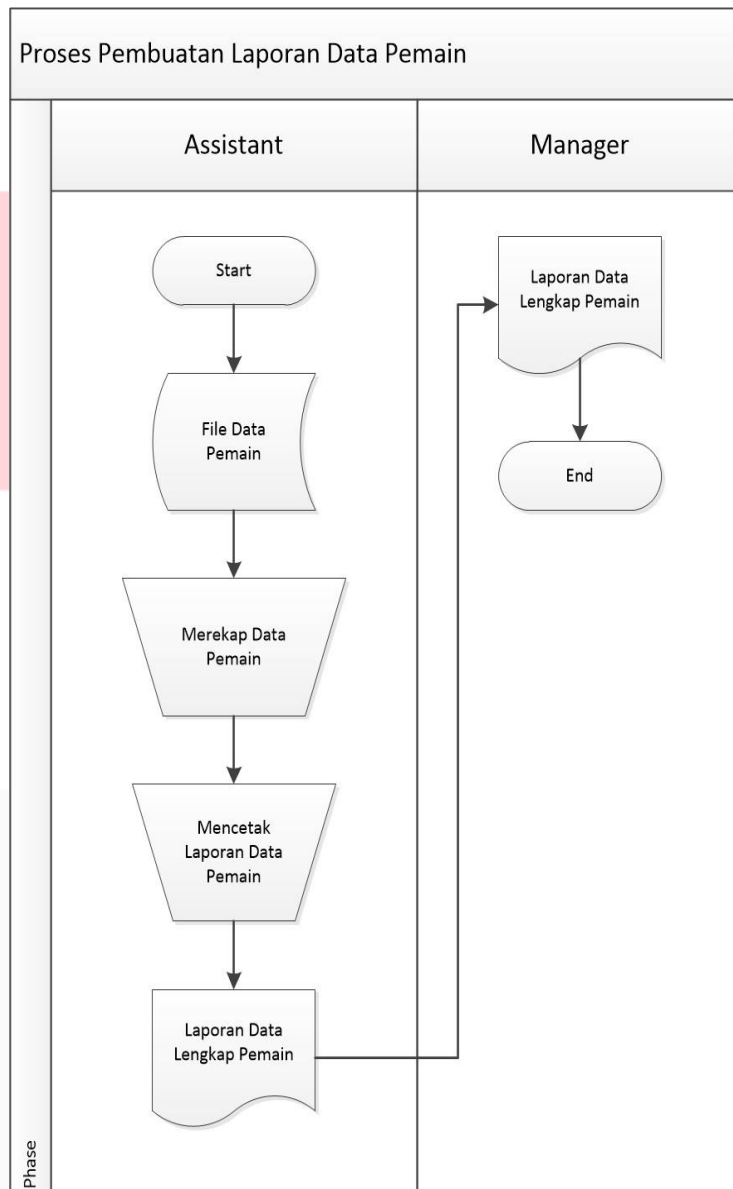 Proses Pembuatan Laporan Data Pemain
Assistant
Manager
Start
File Data
Pemain
Merekap Data
Pemain
Mencetak
Laporan Data
Pemain
Laporan Data
Lengkap Pemain
Laporan Data
Lengkap Pemain
End
Phase